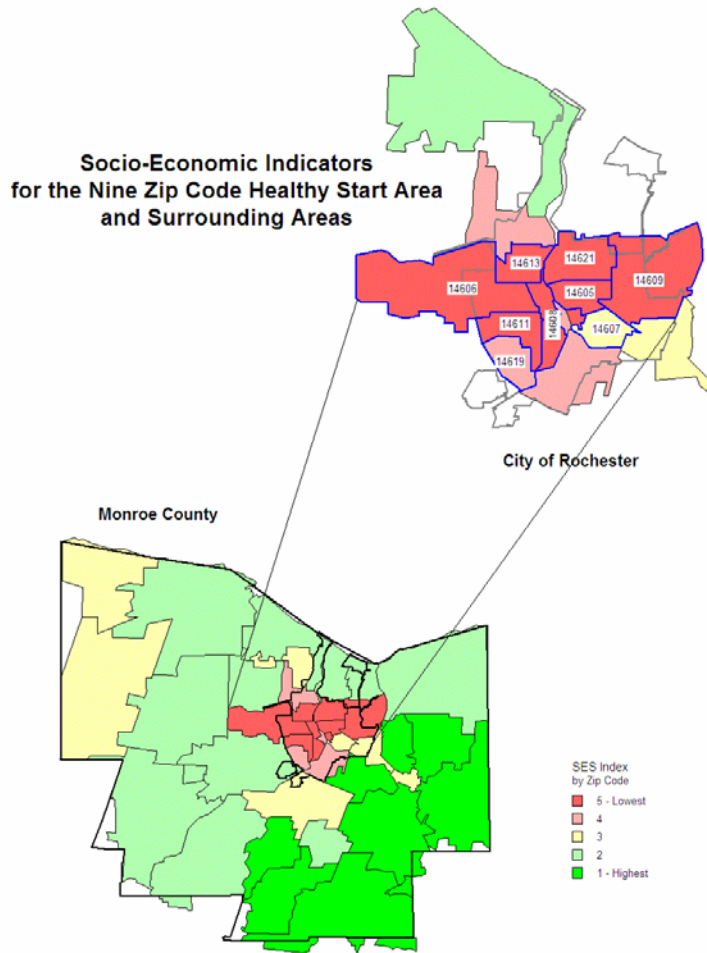 Socio-Economic Indicators
for the Nine Zip Code Healthy Start Area
and Surrounding Areas
14613
14621
14609
14606
14605
14608
14611
14607
14619
City of Rochester
Monroe County
SES Index
by Zip Code
5 - Lowest
4
3
2
1 - Highest